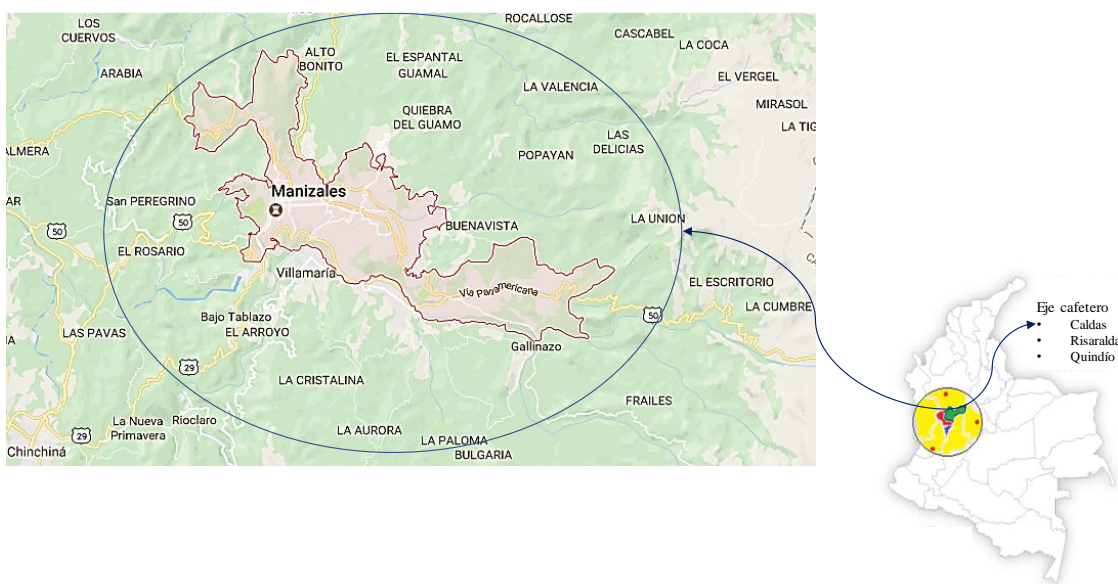 ROCALLOSE
LOS
CUERVOS
CASCABEL
LA COCA
ALTO
BONITO
EL ESPANTAL
GUAMAL
ARABIA
EL VERGEL
LA VALENCIA
MIRASOL
QUIEBRA
DEL GUAMO
LA TIG
LAS
DELICIAS
ALMERA
POPAYAN
Manizales
San PEREGRINO
AR
50
50
LA UNION
BUENAVISTA
EL ROSARIO
Villamaría
EL ESCRITORIO
Vía Panamericana
LA CUMBRE
50
Bajo Tablazo
EL ARROYO
LAS PAVAS
Gallinazo
29
LA CRISTALINA
FRAILES
La Nueva
Primavera
Rioclaro
29
LA AURORA
LA PALOMA
Chinchiná
BULGARIA
Eje cafetero
• Caldas
• Risaralda
• Quindío